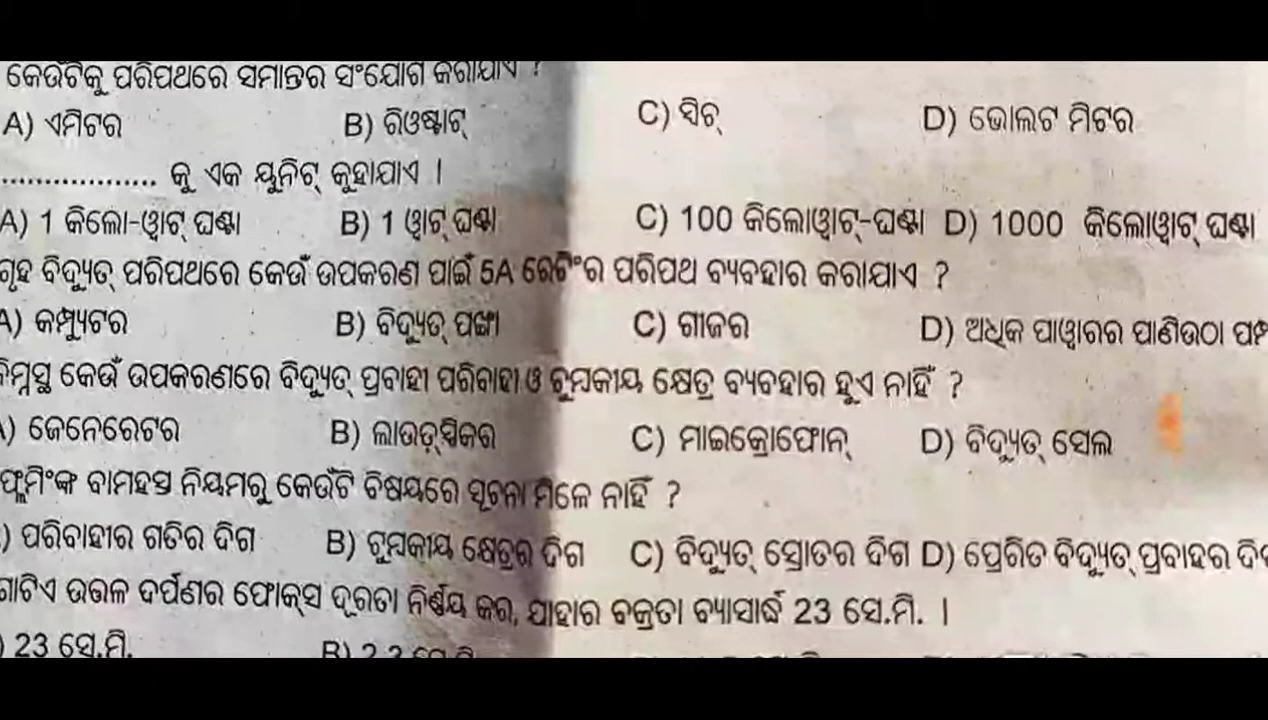 କେଉଁଟିକୁ ପରିପଥରେ ସମାନ୍ତର ସଂଯୋଗ କରାଯାଏ ?
A) ଏମିଟର B) ରିଓଷ୍ଟାଟ୍ C) ସିଚ୍ D) ଭୋଲଟ ମିଟର
................... କୁ ଏକ ୟୁନିଟ୍ କୁହାଯାଏ ।
A) 1 କିଲୋ-ଓ୍ଵାଟ୍ ଘଣ୍ଟା B) 1 ଓ୍ଵାଟ୍ ଘଣ୍ଟା C) 100 କିଲୋଓ୍ଵାଟ୍-ଘଣ୍ଟା D) 1000 କିଲୋଓ୍ଵାଟ୍ ଘଣ୍ଟା
ଗୃହ ବିଦ୍ୟୁତ୍ ପରିପଥରେ କେଉଁ ଉପକରଣ ପାଇଁ 5A ରେଟିଂର ପରିପଥ ବ୍ୟବହାର କରାଯାଏ ?
A) କମ୍ପ୍ୟୁଟର B) ବିଦ୍ୟୁତ୍ ପଙ୍ଖା C) ଗୀଜର D) ଅଧିକ ପାଓ୍ଵାରର ପାଣିଉଠା ପମ୍ପ
ନିମ୍ନସ୍ଥ କେଉଁ ଉପକରଣରେ ବିଦ୍ୟୁତ୍ ପ୍ରବାହୀ ପରିବାହୀ ଓ ଚୁମ୍ବକୀୟ କ୍ଷେତ୍ର ବ୍ୟବହାର ହୁଏ ନାହିଁ ?
) ଜେନେରେଟର B) ଲାଉଡ୍‌ସ୍ପିକର C) ମାଇକ୍ରୋଫୋନ୍ D) ବିଦ୍ୟୁତ୍ ସେଲ
ଫ୍ଲେମିଂଙ୍କ ବାମହସ୍ତ ନିୟମରୁ କେଉଁଟି ବିଷୟରେ ସୂଚନା ମିଳେ ନାହିଁ ?
) ପରିବାହୀର ଗତିର ଦିଗ B) ଚୁମ୍ବକୀୟ କ୍ଷେତ୍ରର ଦିଗ C) ବିଦ୍ୟୁତ୍ ସ୍ରୋତର ଦିଗ D) ପ୍ରେରିତ ବିଦ୍ୟୁତ୍ ପ୍ରବାହର ଦିଗ
ଗୋଟିଏ ଉତ୍ତଳ ଦର୍ପଣର ଫୋକ୍‌ସ ଦୂରତା ନିର୍ଣ୍ଣୟ କର, ଯାହାର ବକ୍ରତା ବ୍ୟାସାର୍ଦ୍ଧ 23 ସେ.ମି. ।
) 23 ସେ.ମି. B)